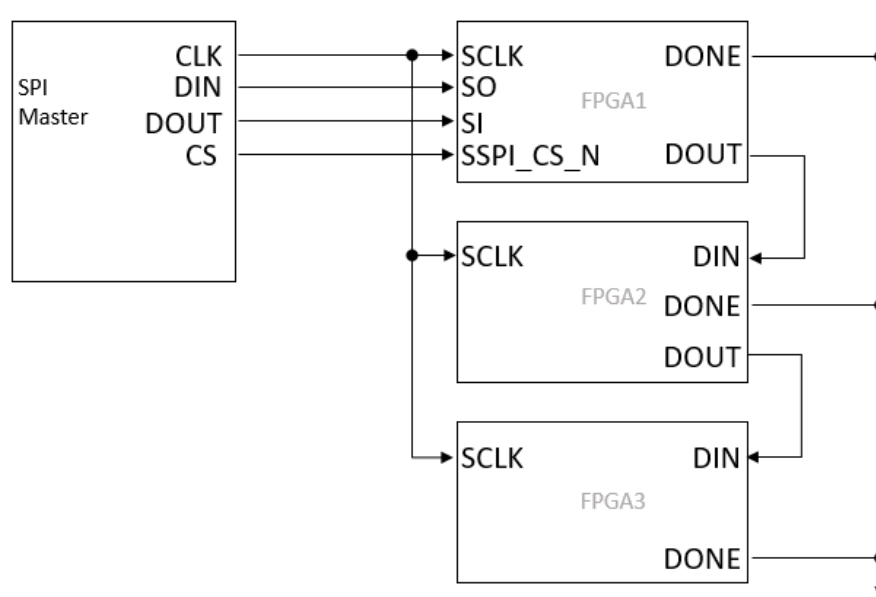 SPI
Master
CLK
DIN
DOUT
CS
SCLK
SO
SI
SSPI_CS_N
FPGA1
DONE
DOUT
SCLK
FPGA2
DIN
DONE
DOUT
SCLK
FPGA3
DIN
DONE